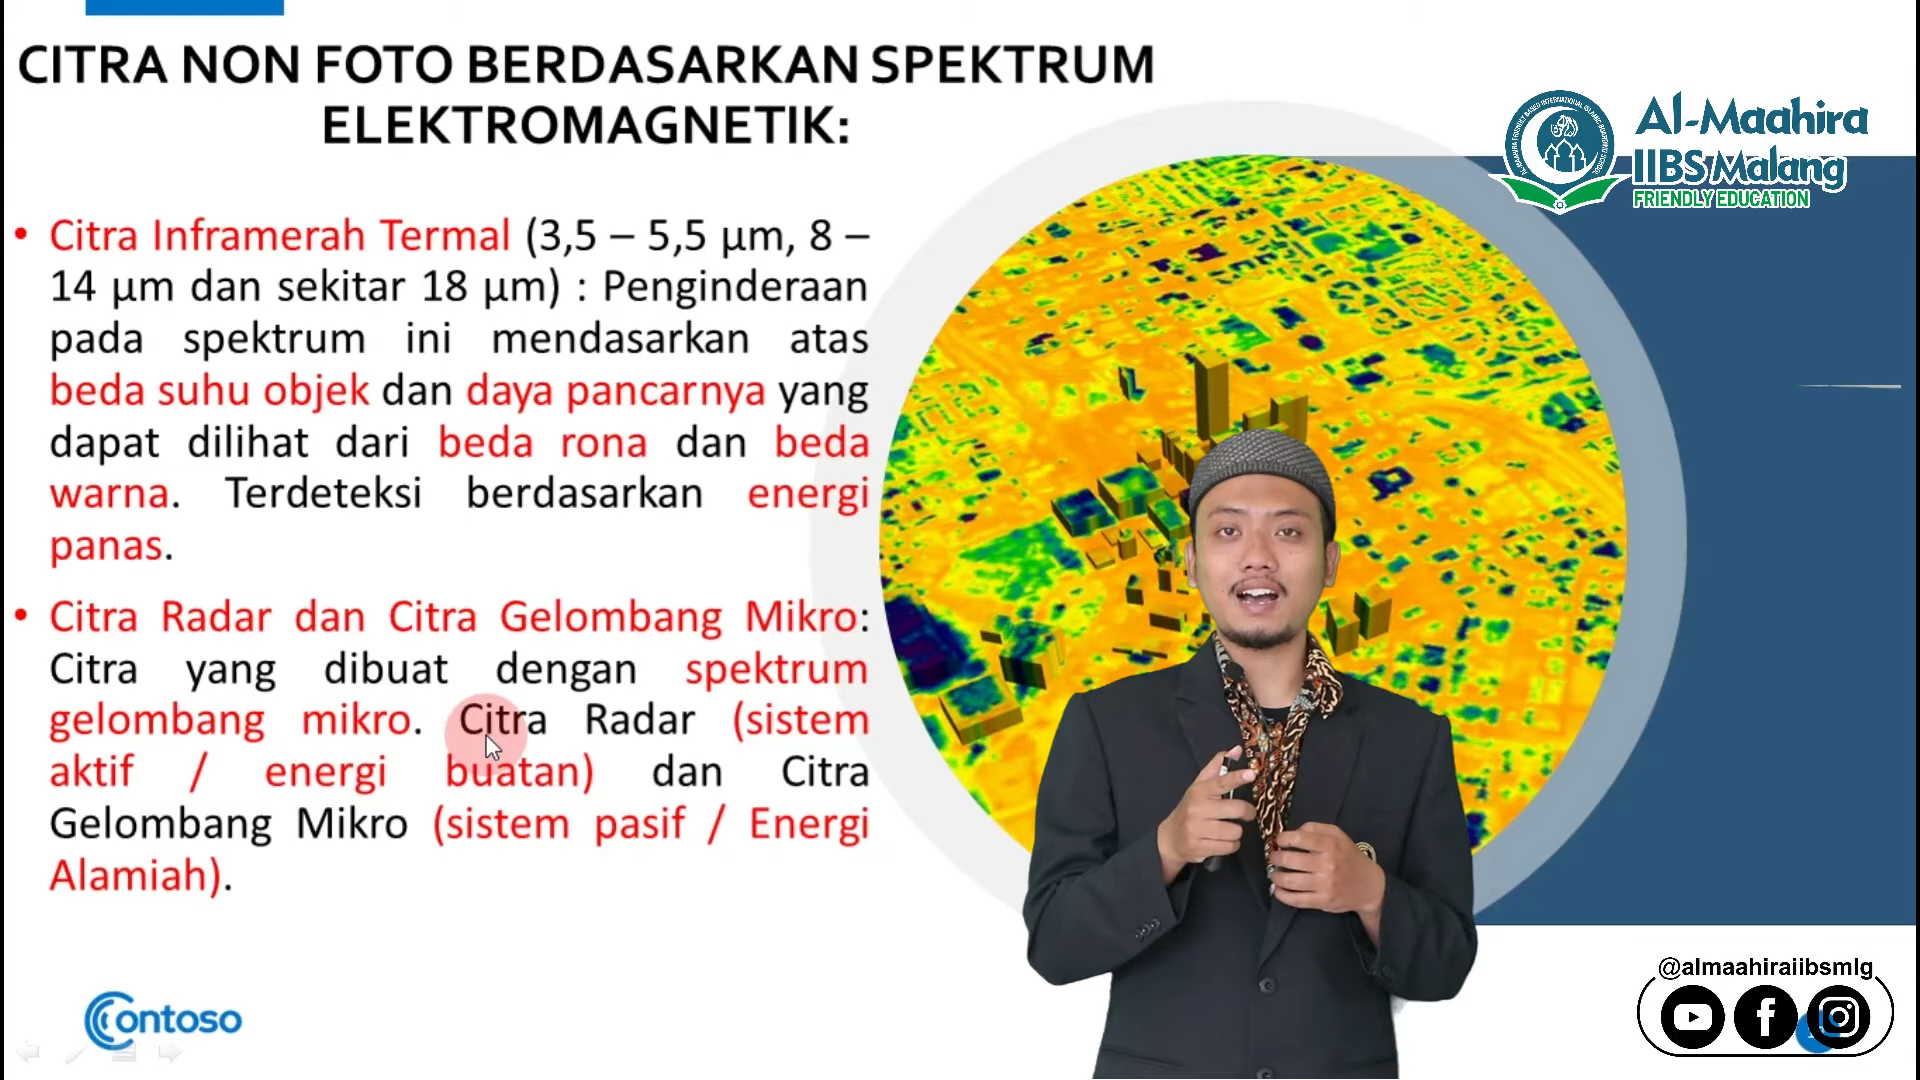 CITRA NON FOTO BERDASARKAN SPEKTRUM
ELEKTROMAGNETIK:
• Citra Inframerah Termal (3,5 – 5,5 µm, 8 –
14 µm dan sekitar 18 µm) : Penginderaan
pada spektrum ini mendasarkan atas
beda suhu objek dan daya pancarnya yang
dapat dilihat dari beda rona dan beda
warna. Terdeteksi berdasarkan energi
panas.
• Citra Radar dan Citra Gelombang Mikro:
Citra yang dibuat dengan spektrum
gelombang mikro. Citra Radar (sistem
aktif / energi buatan) dan Citra
Gelombang Mikro (sistem pasif / Energi
Alamiah).
Contoso
Al-Maahira
IIBS Malang
FRIENDLY EDUCATION
@almaahiraiibsmlg